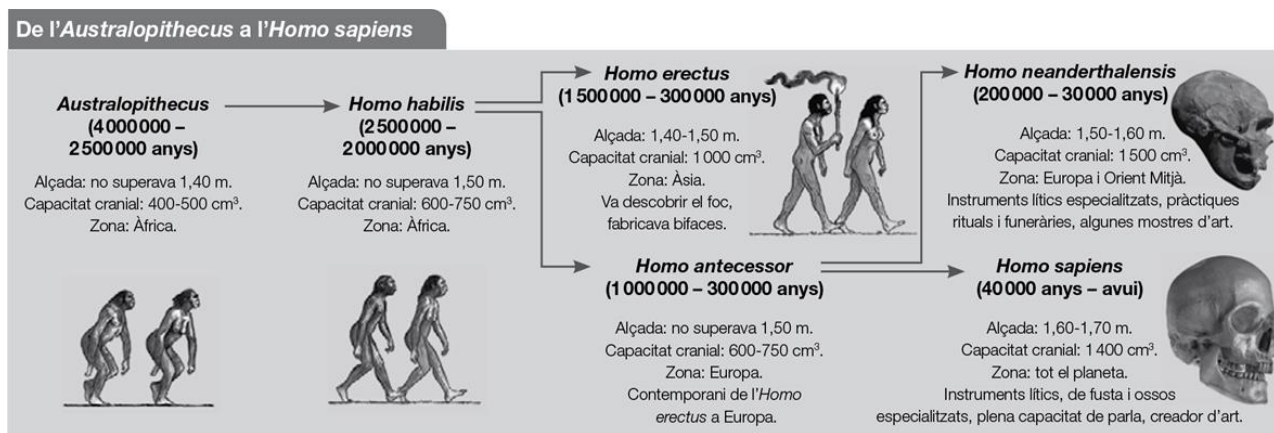 De l'Australopithecus a l'Homo sapiens
Australopithecus
(4 000 000 –
2 500 000 anys)
Alçada: no superava 1,40 m.
Capacitat cranial: 400-500 cm³.
Zona: Àfrica.
Homo habilis
(2 500 000 –
2 000 000 anys)
Alçada: no superava 1,50 m.
Capacitat cranial: 600-750 cm³.
Zona: Àfrica.
Homo erectus
(1 500 000 – 300 000 anys)
Alçada: 1,40-1,50 m.
Capacitat cranial: 1 000 cm³.
Zona: Àsia.
Va descobrir el foc,
fabricava bifaces.
Homo antecessor
(1 000 000 – 300 000 anys)
Alçada: no superava 1,50 m.
Capacitat cranial: 600-750 cm³.
Zona: Europa.
Contemporani de l'Homo
erectus a Europa.
Homo neanderthalensis
(200 000 – 30 000 anys)
Alçada: 1,50-1,60 m.
Capacitat cranial: 1 500 cm³.
Zona: Europa i Orient Mitjà.
Instruments lítics especialitzats, pràctiques
rituals i funeràries, algunes mostres d'art.
Homo sapiens
(40 000 anys – avui)
Alçada: 1,60-1,70 m.
Capacitat cranial: 1 400 cm³.
Zona: tot el planeta.
Instruments lítics, de fusta i ossos
especialitzats, plena capacitat de parla, creador d'art.